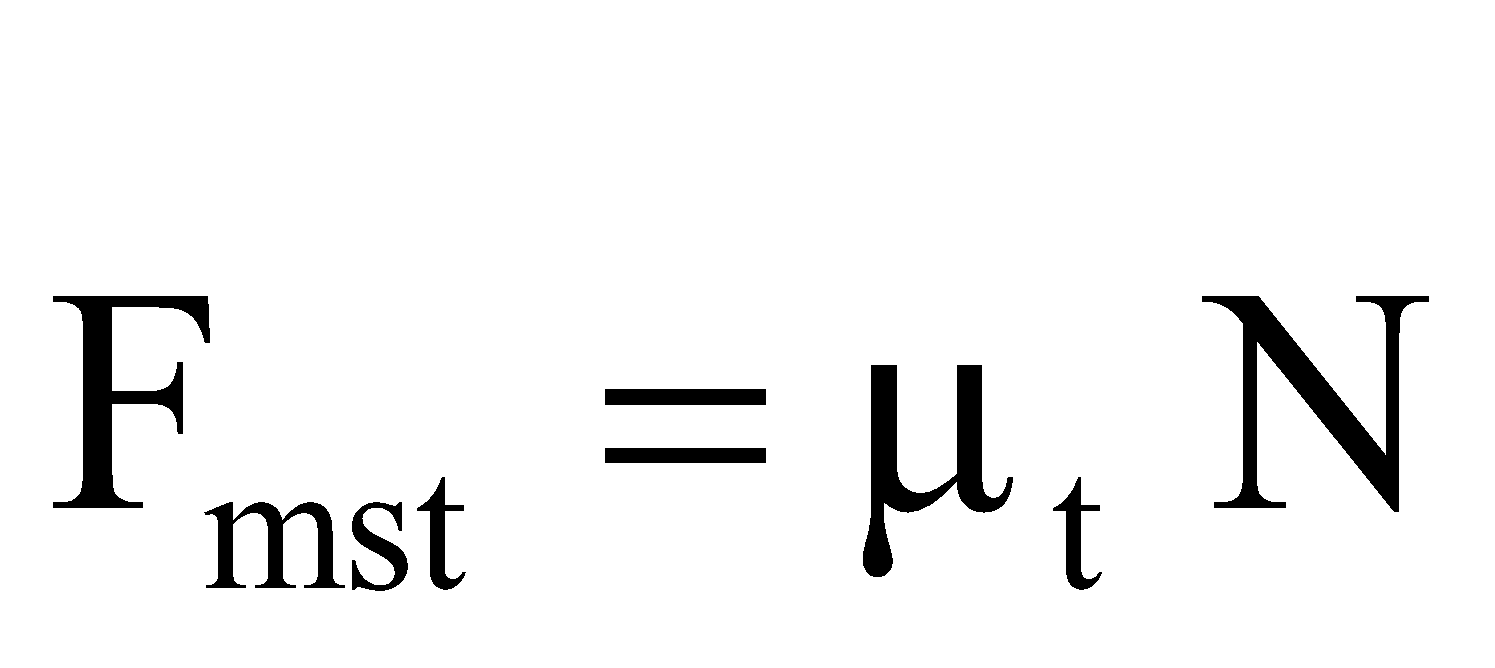 F_mst = μ_t N